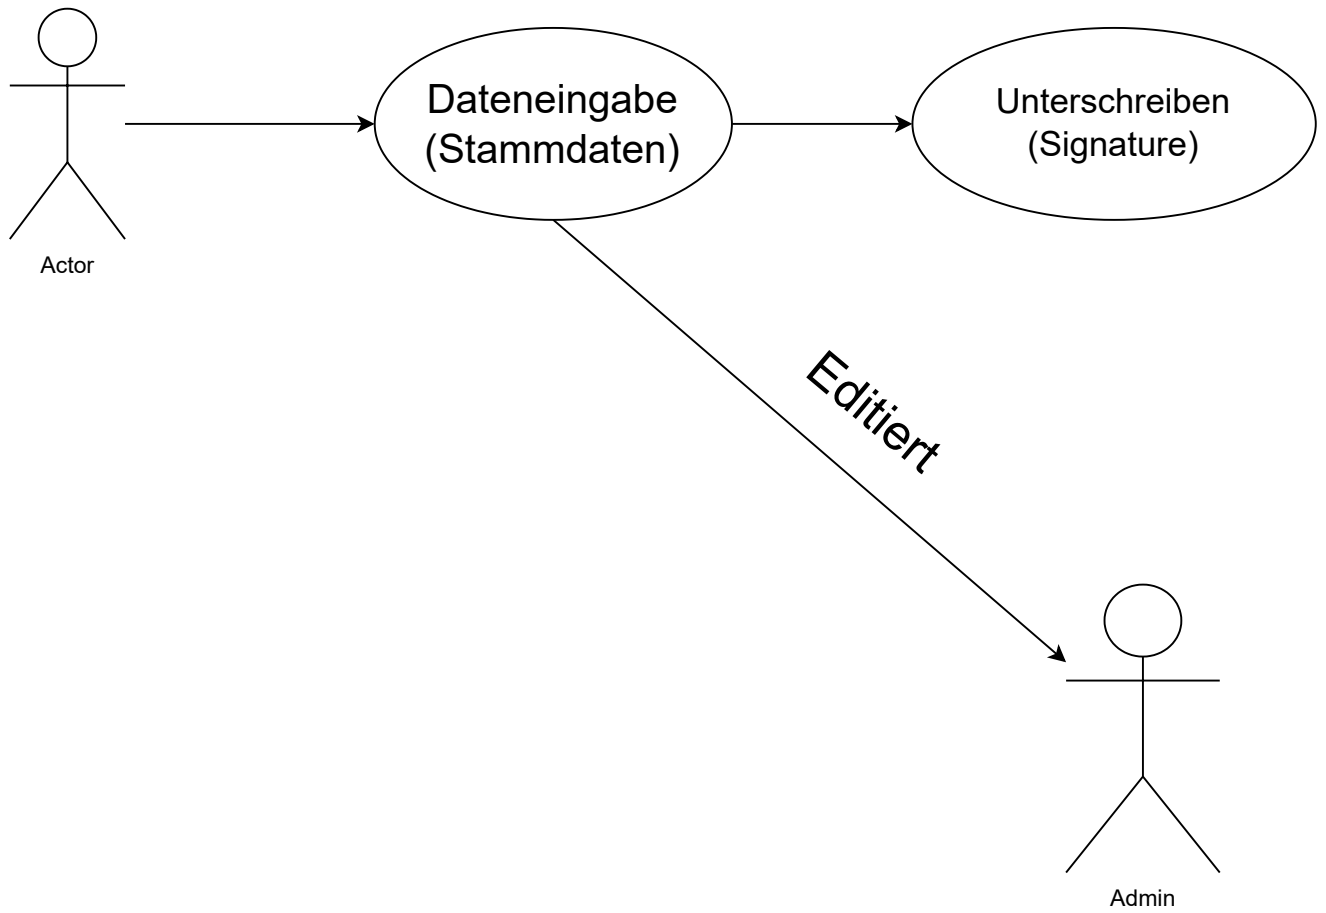 Dateneingabe
(Stammdaten)
Unterschreiben
(Signature)
Actor
Editiert
Admin